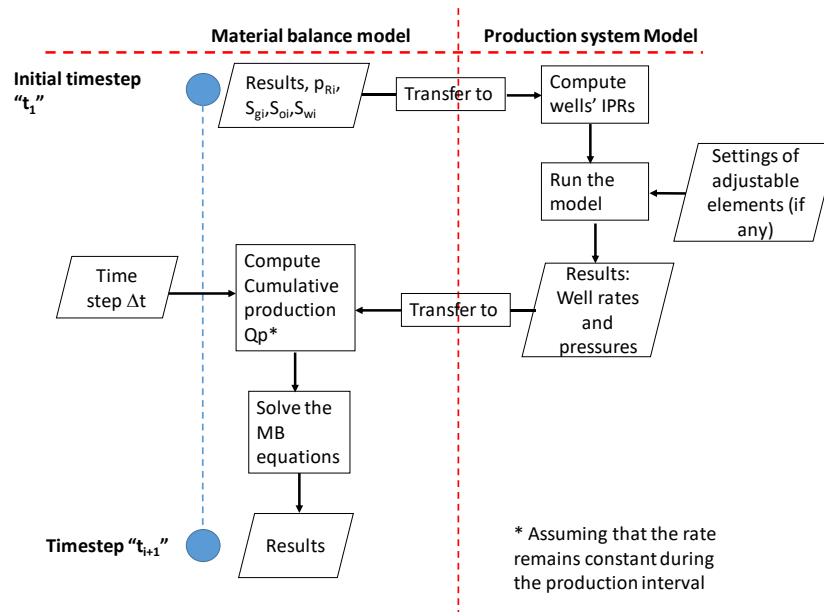 Material balance model
Production system Model
Initial timestep
“t₁”
Results, pRi,
Sgi,Soi,Swi
Transfer to
Compute
wells’ IPRs
Run the
model
Settings of
adjustable
elements (if
any)
Time
step Δt
Compute
Cumulative
production
Qp*
Transfer to
Results:
Well rates
and
pressures
Solve the
MB
equations
Timestep “ti+1”
Results
* Assuming that the rate
remains constant during
the production interval